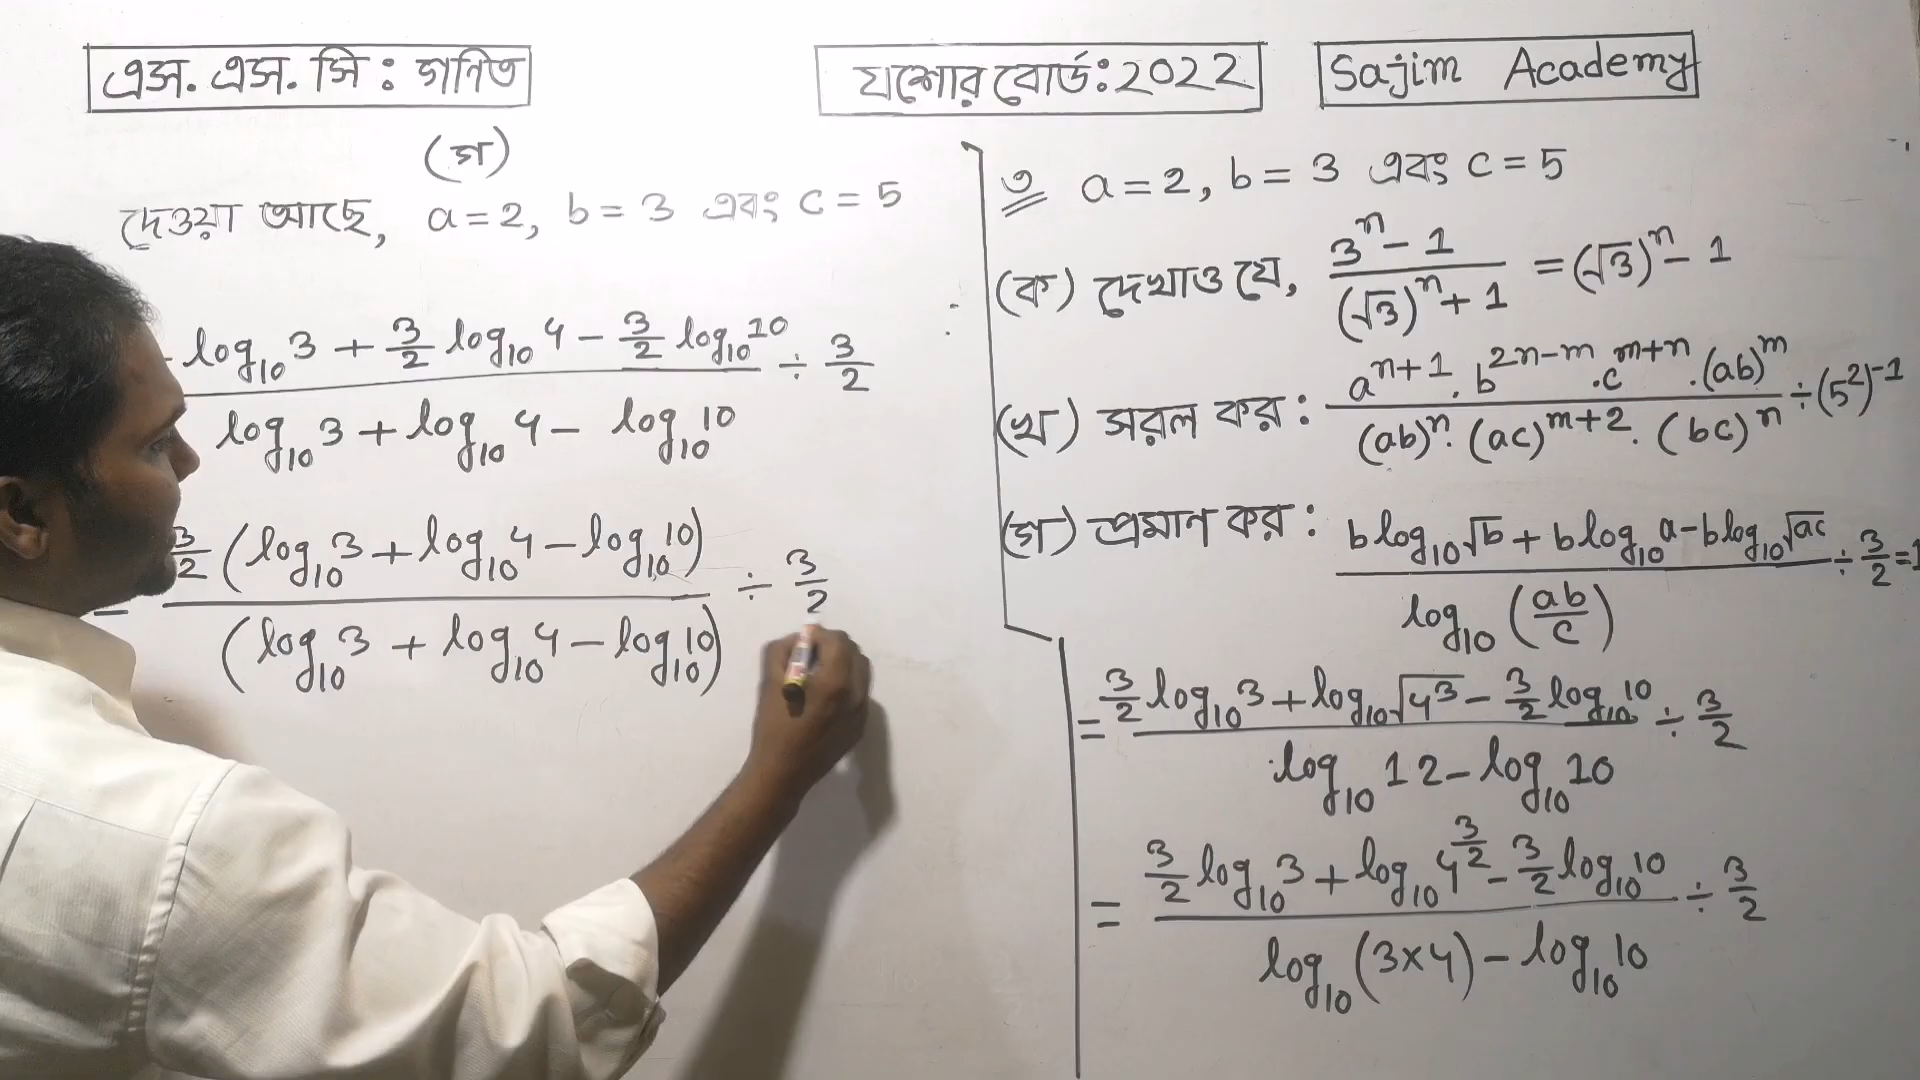 এস. এস. সি : গনিত
যশোর বোর্ড: ২০২২
Sajim Academy
(গ)
দেওয়া আছে, a = 2, b = 3 এবং c = 5
log₁₀3 + 3/2 log₁₀4 − 3/2 log₁₀10 ÷ 3/2
log₁₀3 + log₁₀4 − log₁₀10
3/2 (log₁₀3 + log₁₀4 − log₁₀10) ÷ 3/2
(log₁₀3 + log₁₀4 − log₁₀10)
৩ a = 2, b = 3 এবং c = 5
(ক) দেখাও যে, (3ⁿ − 1)/((√3)ⁿ + 1) = (√3)ⁿ − 1
(খ) সরল কর : a^(n+1) . b^(2n−m) . c^(m+n) . (ab)^m / (ab)^n . (ac)^(m+2) . (bc)^n ÷ (5²)⁻¹
(গ) প্রমান কর : b log₁₀√b + b log₁₀a − b log₁₀√ac / log₁₀(ab/c) ÷ 3/2 = 1
= 3/2 log₁₀3 + log₁₀√4³ − 3/2 log₁₀10 ÷ 3/2
log₁₀12 − log₁₀10
= 3/2 log₁₀3 + log₁₀4^(3/2) − 3/2 log₁₀10 ÷ 3/2
log₁₀(3×4) − log₁₀10